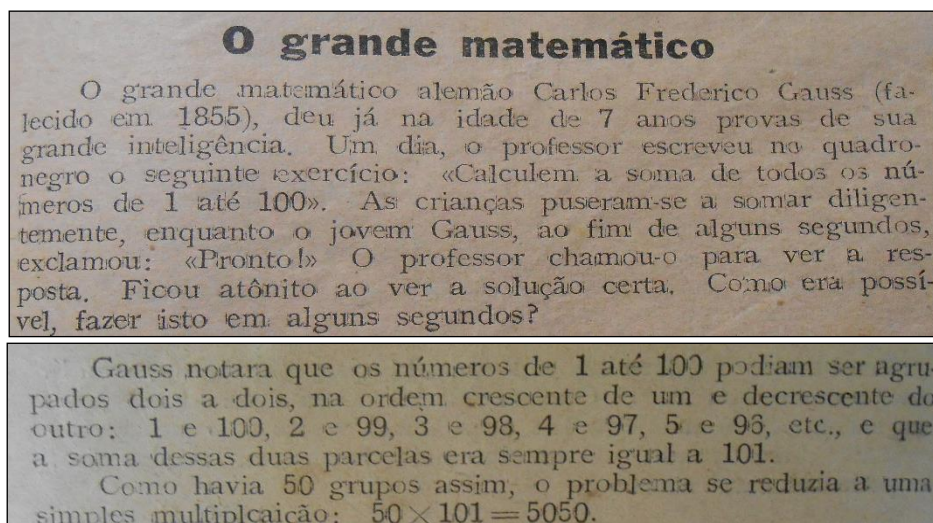 O grande matemático
O grande matemático alemão Carlos Frederico Gauss (fa-
lecido em 1855), deu já na idade de 7 anos provas de sua
grande inteligência. Um dia, o professor escreveu no quadro-
negro o seguinte exercício: «Calculem a soma de todos os nú-
meros de 1 até 100». As crianças puseram-se a somar diligen-
temente, enquanto o jovem Gauss, ao fim de alguns segundos,
exclamou: «Pronto!» O professor chamou-o para ver a res-
posta. Ficou atônito ao ver a solução certa. Como era possí-
vel, fazer isto em alguns segundos?
Gauss notara que os números de 1 até 100 podiam ser agru-
pados dois a dois, na ordem crescente de um e decrescente do
outro: 1 e 100, 2 e 99, 3 e 98, 4 e 97, 5 e 96, etc., e que
a soma dessas duas parcelas era sempre igual a 101.
Como havia 50 grupos assim, o problema se reduzia a uma
simples multiplcaição: 50 × 101 = 5050.